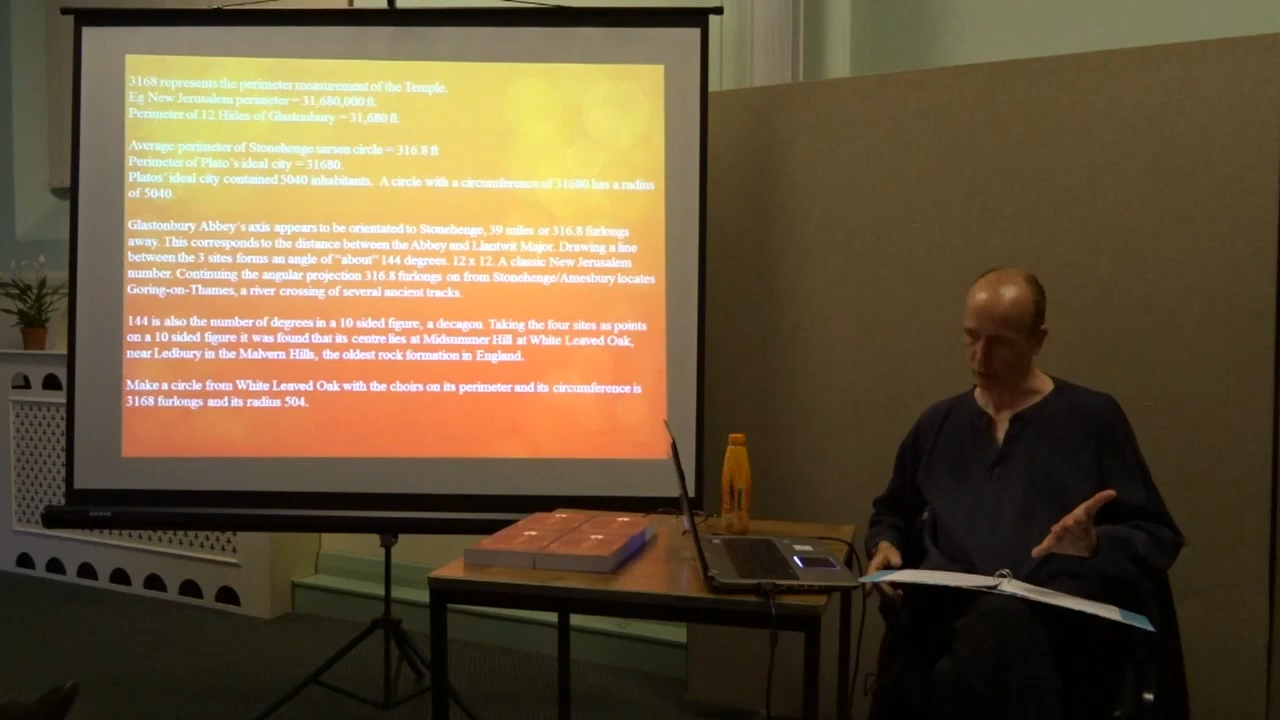 3168 represents the perimeter measurement of the Temple.
Eg New Jerusalem perimeter = 31,680,000 ft.
Perimeter of 12 Hides of Glastonbury = 31,680 ft.
Average perimeter of Stonehenge sarsen circle = 316.8 ft
Perimeter of Plato's ideal city = 31680.
Platos' ideal city contained 5040 inhabitants. A circle with a circumference of 31680 has a radius
of 5040.
Glastonbury Abbey's axis appears to be orientated to Stonehenge, 39 miles or 316.8 furlongs
away. This corresponds to the distance between the Abbey and Llantwit Major. Drawing a line
between the 3 sites forms an angle of "about" 144 degrees. 12 x 12. A classic New Jerusalem
number. Continuing the angular projection 316.8 furlongs on from Stonehenge/Amesbury locates
Goring-on-Thames, a river crossing of several ancient tracks.
144 is also the number of degrees in a 10 sided figure, a decagon. Taking the four sites as points
on a 10 sided figure it was found that its centre lies at Midsummer Hill at White Leaved Oak,
near Ledbury in the Malvern Hills, the oldest rock formation in England.
Make a circle from White Leaved Oak with the choirs on its perimeter and its circumference is
3168 furlongs and its radius 504.